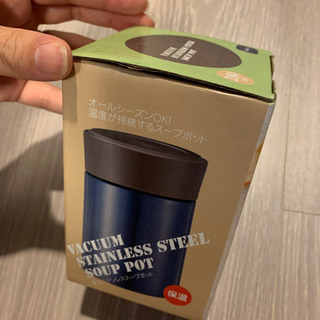 オールシーズンOK!
温度が持続するスープポット
VACUUM
STAINLESS STEEL
SOUP POT
保温